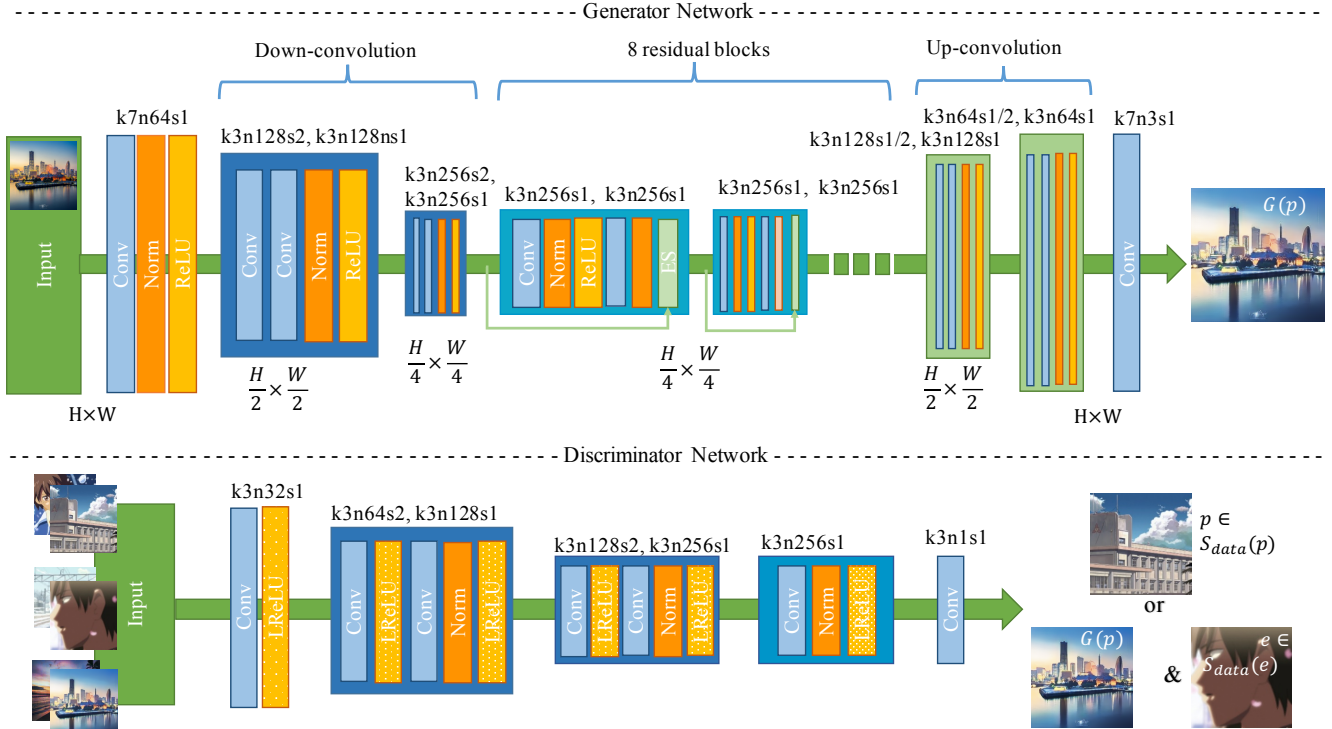 Generator Network
Down-convolution
8 residual blocks
Up-convolution
k7n64s1
k3n128s2, k3n128ns1
k3n256s2,
k3n256s1
k3n256s1, k3n256s1
k3n256s1, k3n256s1
k3n128s1/2, k3n128s1
k3n64s1/2, k3n64s1
k7n3s1
Input
Conv
Norm
ReLU
Conv
Conv
Norm
ReLU
Conv
Norm
ReLU
ES
Conv
G(p)
H×W
H/2 × W/2
H/4 × W/4
H/4 × W/4
H/2 × W/2
H×W
Discriminator Network
Input
k3n32s1
Conv
LReLU
k3n64s2, k3n128s1
Conv
LReLU
Conv
Norm
LReLU
k3n128s2, k3n256s1
Conv
LReLU
Conv
Norm
LReLU
k3n256s1
Conv
Norm
LReLU
k3n1s1
Conv
p ∈
S_data(p)
or
G(p)
&
e ∈
S_data(e)